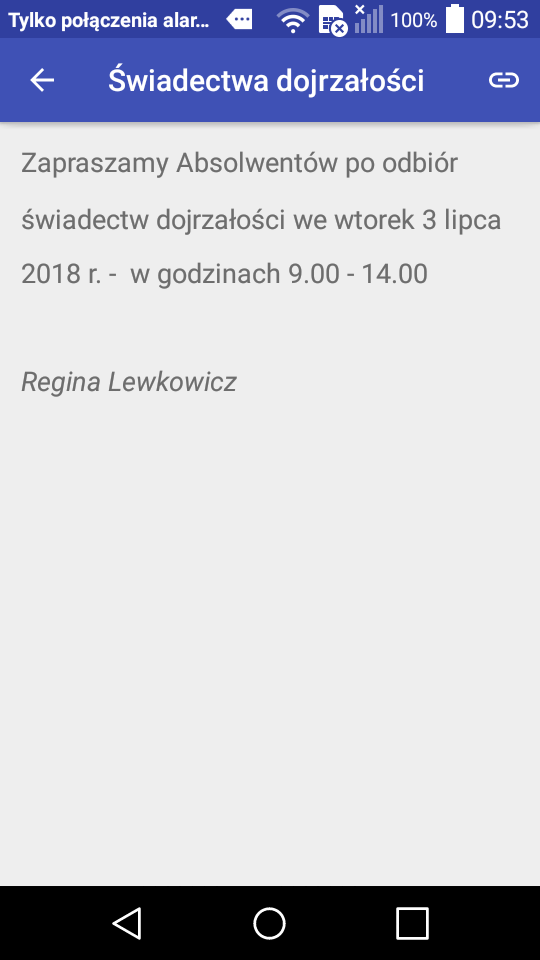 Tylko połączenia alar... 100% 09:53
Świadectwa dojrzałości
Zapraszamy Absolwentów po odbiór
świadectw dojrzałości we wtorek 3 lipca
2018 r. -  w godzinach 9.00 - 14.00
Regina Lewkowicz